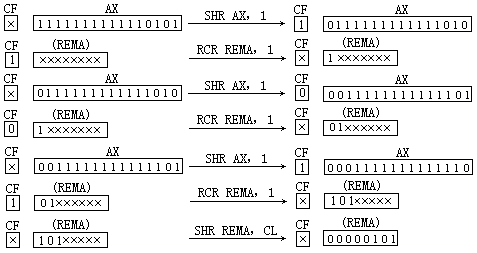 CF AX CF AX
× 1111111111110101 SHR AX, 1 1 0111111111111010
CF (REMA) CF (REMA)
1 ×××××××× RCR REMA, 1 × 1×××××××
CF AX CF AX
× 0111111111111010 SHR AX, 1 0 0011111111111101
CF (REMA) CF (REMA)
0 1××××××× RCR REMA, 1 × 01××××××
CF AX CF AX
× 0011111111111101 SHR AX, 1 1 0001111111111110
CF (REMA) CF (REMA)
1 01×××××× RCR REMA, 1 × 101×××××
CF (REMA) CF (REMA)
× 101××××× SHR REMA, CL × 00000101